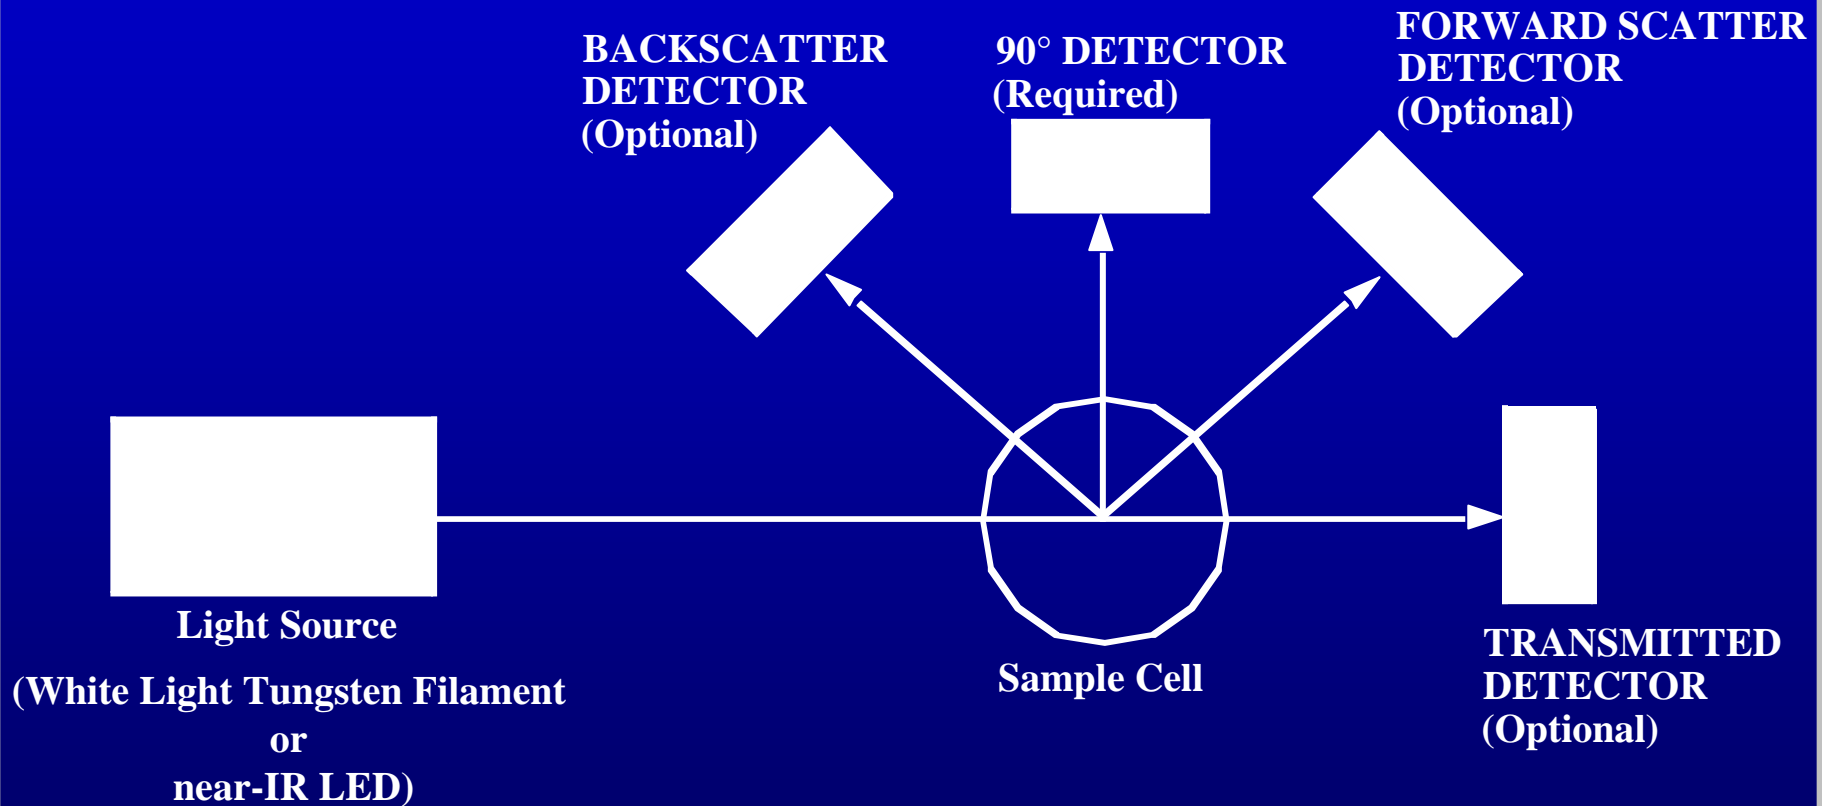 BACKSCATTER
DETECTOR
(Optional)
90° DETECTOR
(Required)
FORWARD SCATTER
DETECTOR
(Optional)
Light Source
(White Light Tungsten Filament
or
near-IR LED)
Sample Cell
TRANSMITTED
DETECTOR
(Optional)